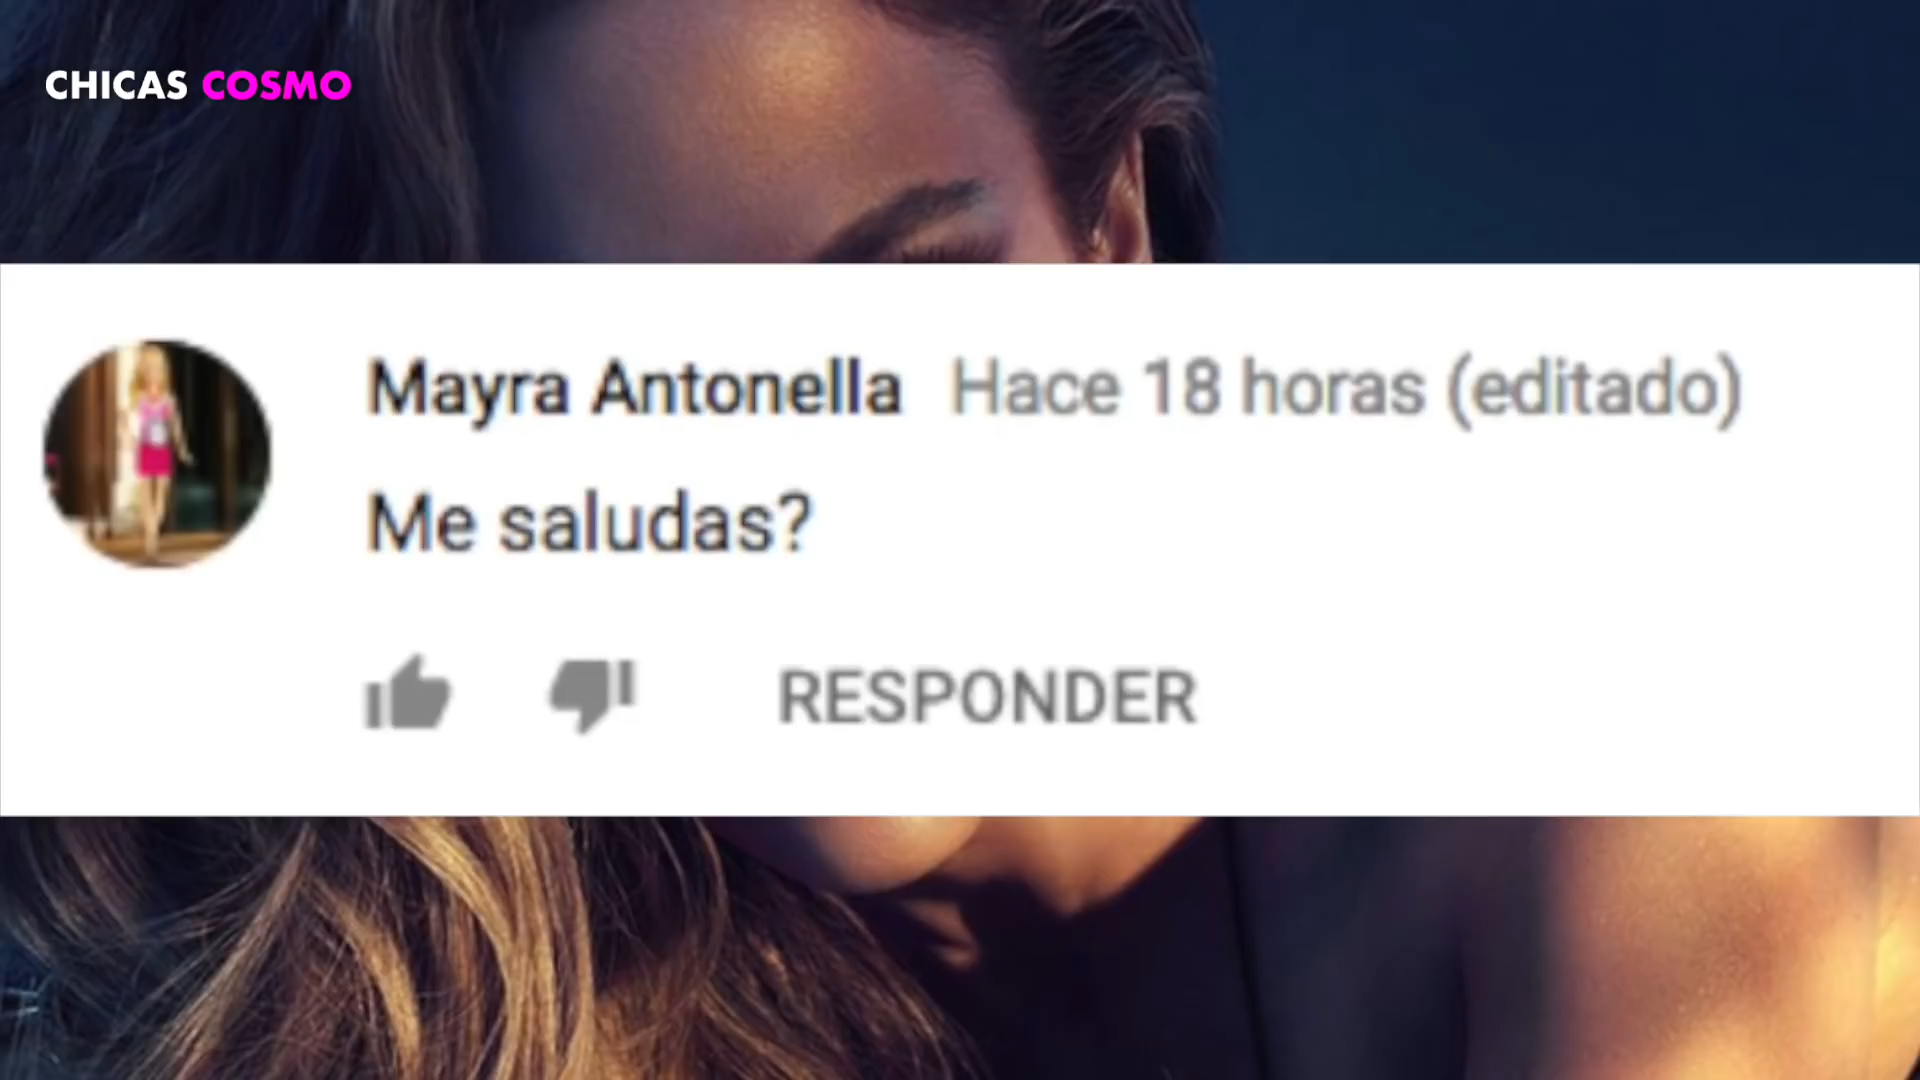 CHICAS COSMO
Mayra Antonella Hace 18 horas (editado)
Me saludas?
RESPONDER